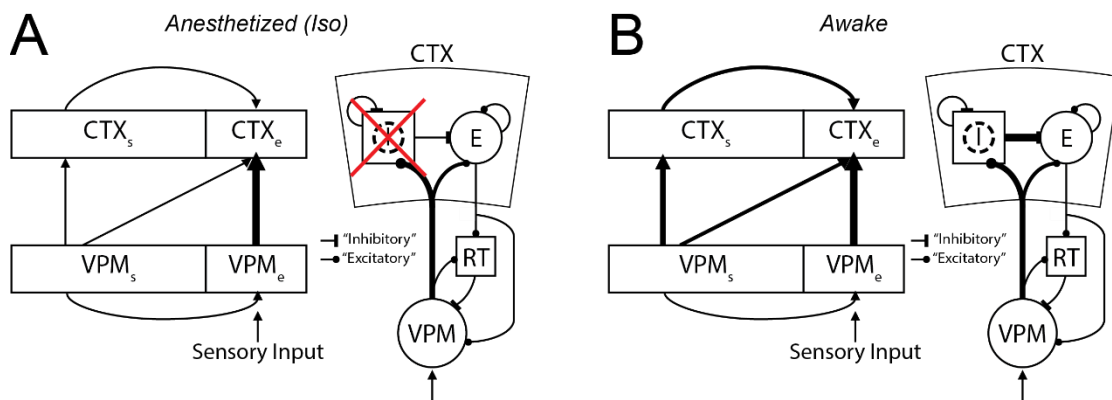 A
Anesthetized (Iso)
CTX
CTXs
CTXe
I
E
VPMs
VPMe
"Inhibitory"
"Excitatory"
RT
VPM
Sensory Input
B
Awake
CTX
CTXs
CTXe
I
E
VPMs
VPMe
"Inhibitory"
"Excitatory"
RT
VPM
Sensory Input